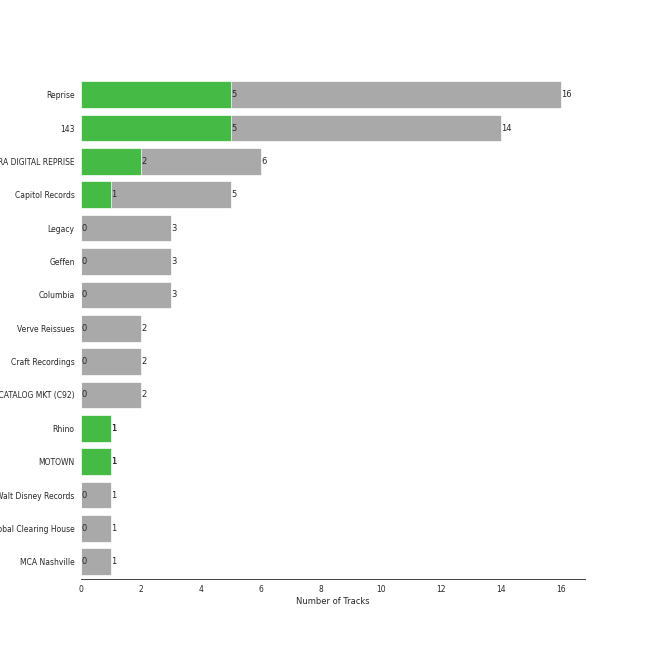 Reprise 5 16
143 5 14
RA DIGITAL REPRISE 2 6
Capitol Records 1 5
Legacy 0 3
Geffen 0 3
Columbia 0 3
Verve Reissues 0 2
Craft Recordings 0 2
CATALOG MKT (C92) 0 2
Rhino 1
MOTOWN 1
Walt Disney Records 0 1
obal Clearing House 0 1
MCA Nashville 0 1
0 2 4 6 8 10 12 14 16
Number of Tracks